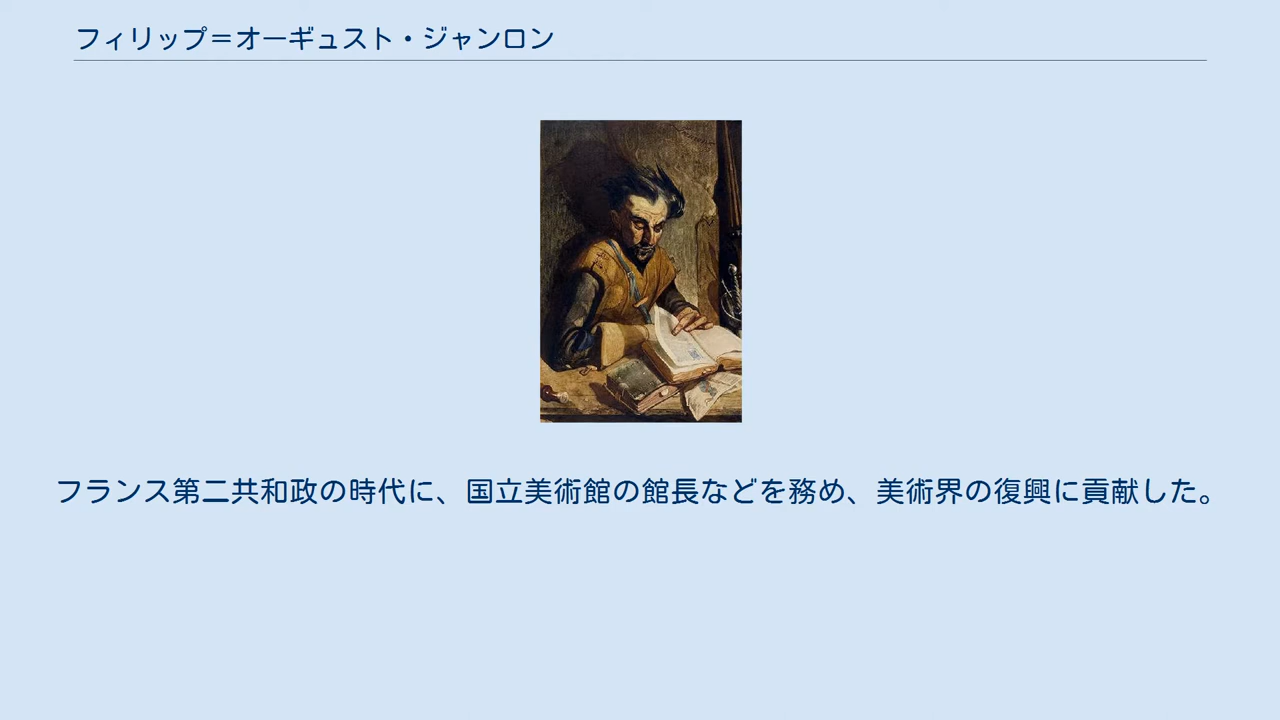 フィリップ＝オーギュスト・ジャンロン
フランス第二共和政の時代に、国立美術館の館長などを務め、美術界の復興に貢献した。